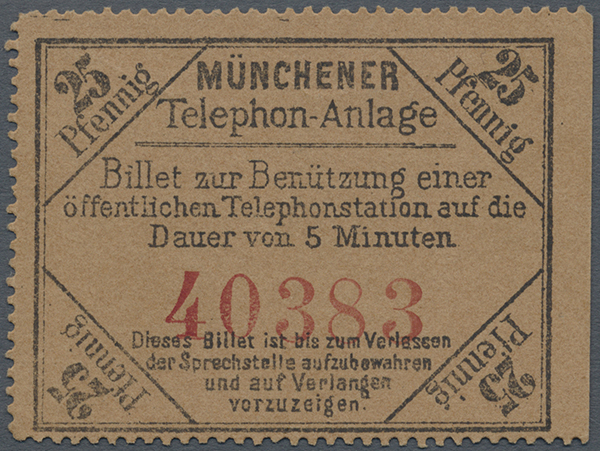 25 Pfennig
25 Pfennig
MÜNCHENER
Telephon-Anlage
Billet zur Benützung einer
öffentlichen Telephonstation auf die
Dauer von 5 Minuten
40383
Dieses Billet ist bis zum Verlassen
der Sprechstelle aufzubewahren
und auf Verlangen
vorzuzeigen.
25 Pfennig
25 Pfennig